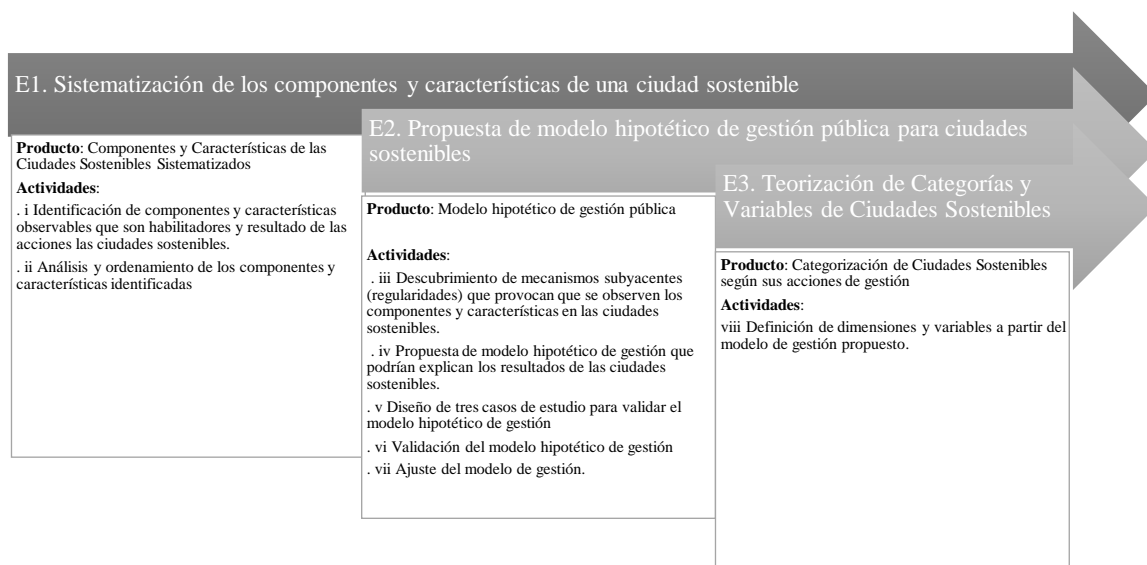 E1. Sistematización de los componentes y características de una ciudad sostenible
Producto: Componentes y Características de las
Ciudades Sostenibles Sistematizados
Actividades:
. i Identificación de componentes y características
observables que son habilitadores y resultado de las
acciones las ciudades sostenibles.
. ii Análisis y ordenamiento de los componentes y
características identificadas
E2. Propuesta de modelo hipotético de gestión pública para ciudades
sostenibles
Producto: Modelo hipotético de gestión pública
Actividades:
. iii Descubrimiento de mecanismos subyacentes
(regularidades) que provocan que se observen los
componentes y características en las ciudades
sostenibles.
. iv Propuesta de modelo hipotético de gestión que
podrían explican los resultados de las ciudades
sostenibles.
. v Diseño de tres casos de estudio para validar el
modelo hipotético de gestión
. vi Validación del modelo hipotético de gestión
. vii Ajuste del modelo de gestión.
E3. Teorización de Categorías y
Variables de Ciudades Sostenibles
Producto: Categorización de Ciudades Sostenibles
según sus acciones de gestión
Actividades:
viii Definición de dimensiones y variables a partir del
modelo de gestión propuesto.